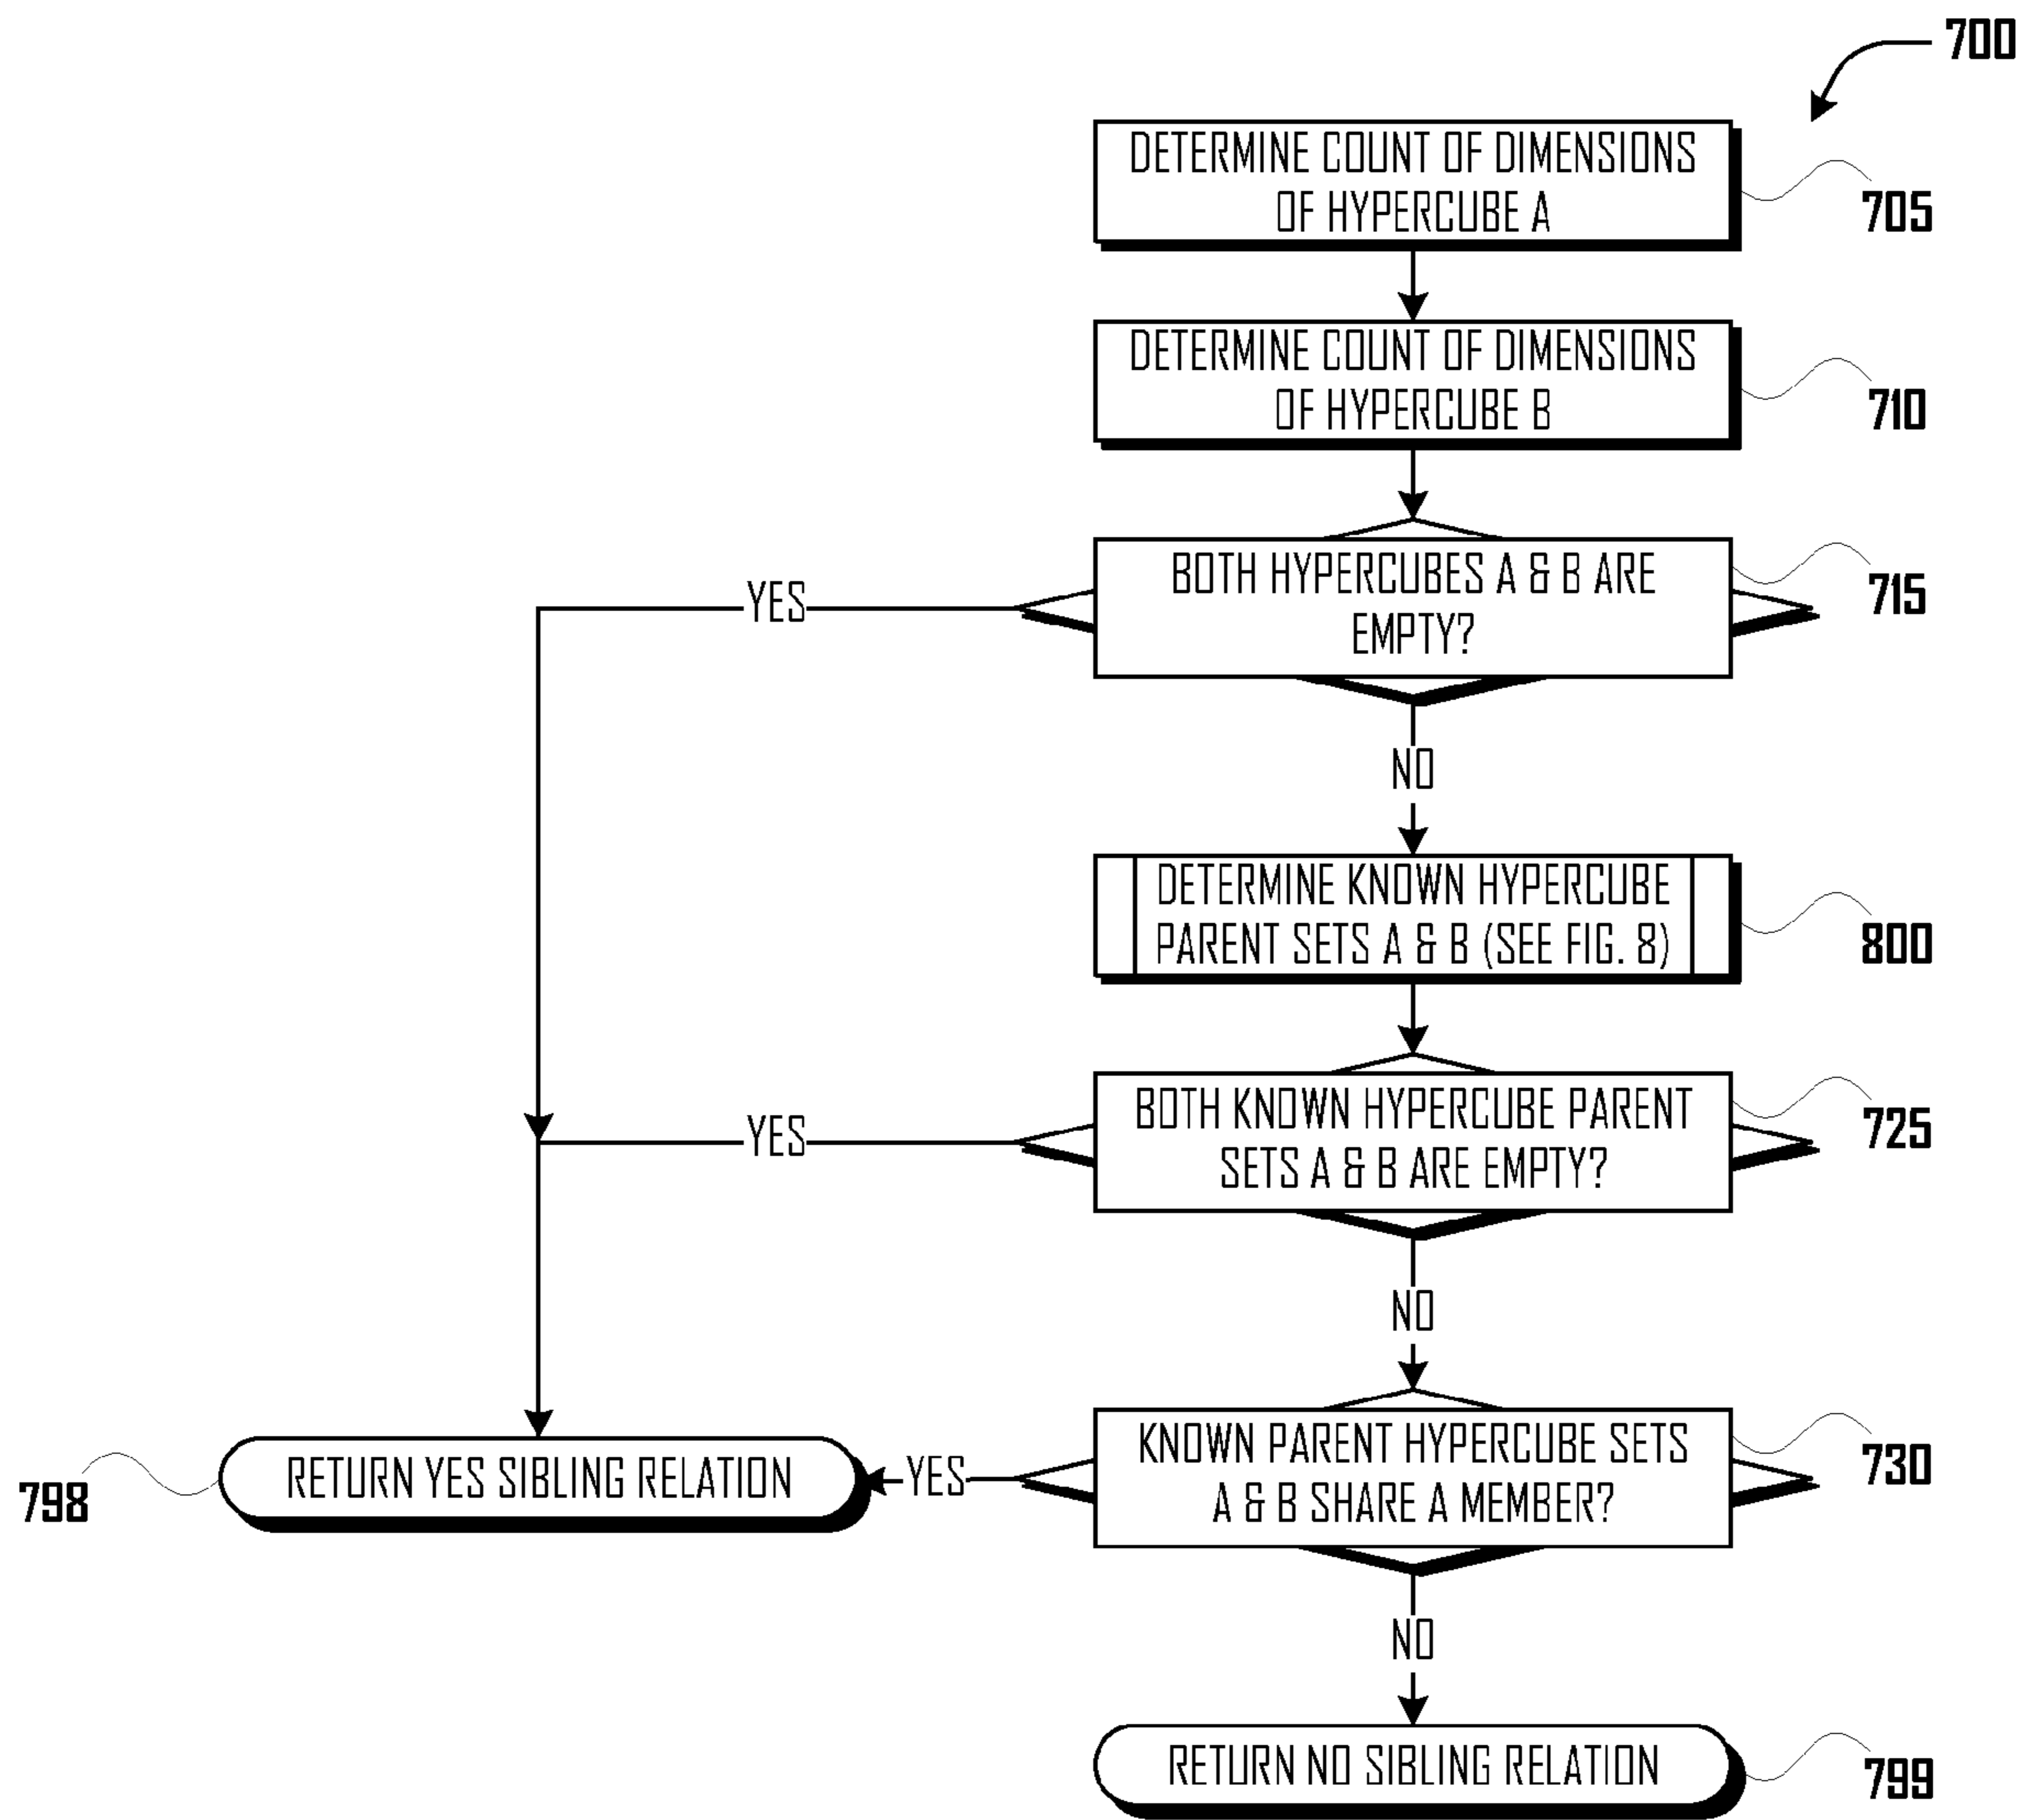 700
DETERMINE COUNT OF DIMENSIONS
OF HYPERCUBE A
705
DETERMINE COUNT OF DIMENSIONS
OF HYPERCUBE B
710
BOTH HYPERCUBES A & B ARE
EMPTY?
715
YES
NO
DETERMINE KNOWN HYPERCUBE
PARENT SETS A & B (SEE FIG. 8)
800
BOTH KNOWN HYPERCUBE PARENT
SETS A & B ARE EMPTY?
725
YES
NO
KNOWN PARENT HYPERCUBE SETS
A & B SHARE A MEMBER?
730
YES
RETURN YES SIBLING RELATION
798
NO
RETURN NO SIBLING RELATION
799